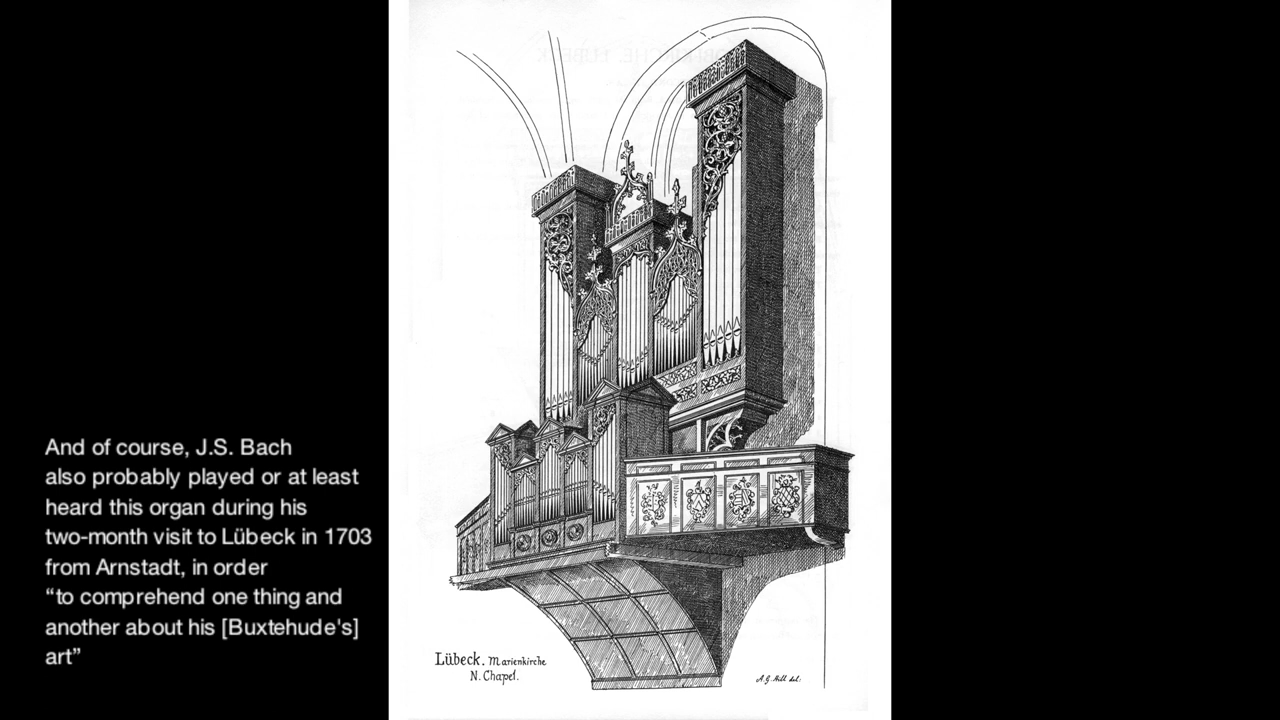 And of course, J.S. Bach
also probably played or at least
heard this organ during his
two-month visit to Lübeck in 1703
from Arnstadt, in order
“to comprehend one thing and
another about his [Buxtehude's]
art”
Lübeck. Marienkirche
N. Chapel.
A.G. Hill del: